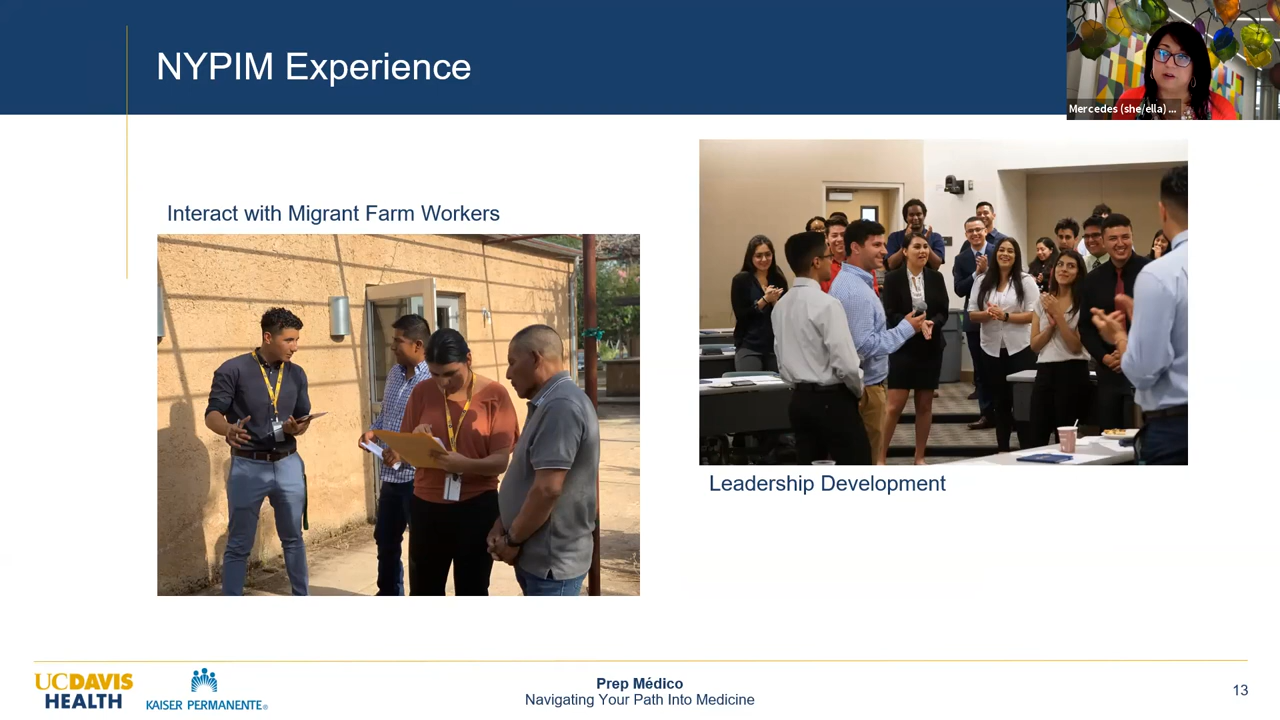 NYPIM Experience
Mercedes (she/ella) ...
Interact with Migrant Farm Workers
Leadership Development
UCDAVIS
HEALTH
KAISER PERMANENTE®
Prep Médico
Navigating Your Path Into Medicine
13